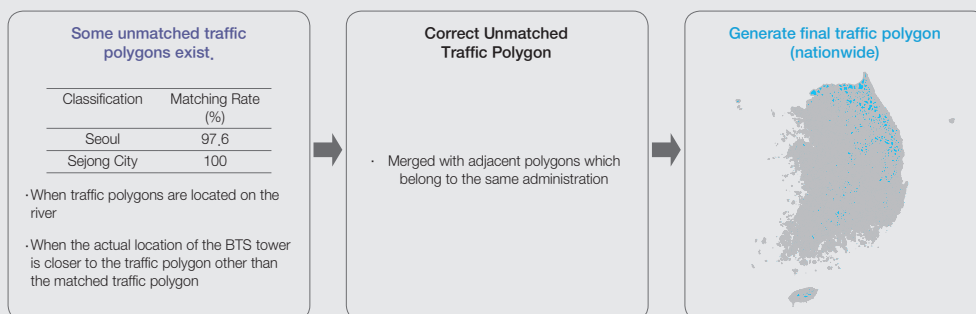 Some unmatched traffic
polygons exist.
Classification Matching Rate
(%)
Seoul 97.6
Sejong City 100
·When traffic polygons are located on the
river
·When the actual location of the BTS tower
is closer to the traffic polygon other than
the matched traffic polygon
Correct Unmatched
Traffic Polygon
· Merged with adjacent polygons which
belong to the same administration
Generate final traffic polygon
(nationwide)